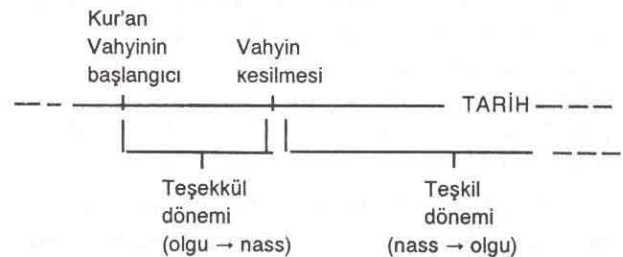 Kur'an
Vahyinin
başlangıcı
Vahyin
kesilmesi
TARİH
Teşekkül
dönemi
(olgu → nass)
Teşkil
dönemi
(nass → olgu)